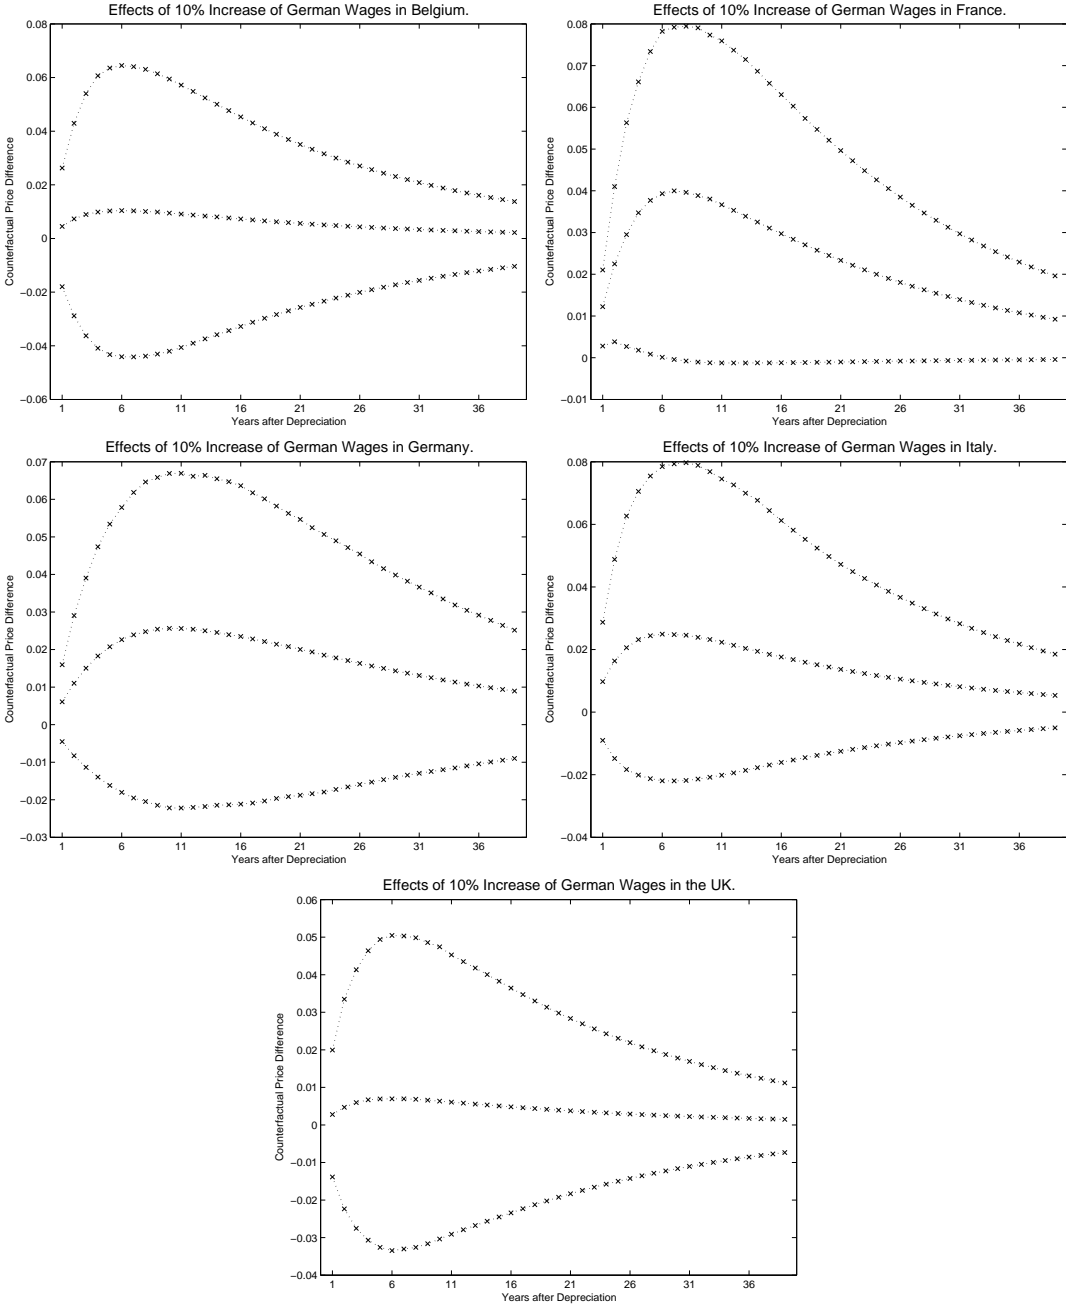 Effects of 10% Increase of German Wages in Belgium.
0.08
0.06
0.04
0.02
0
−0.02
−0.04
−0.06
Counterfactual Price Difference
1 6 11 16 21 26 31 36
Years after Depreciation
Effects of 10% Increase of German Wages in France.
0.08
0.07
0.06
0.05
0.04
0.03
0.02
0.01
0
−0.01
Counterfactual Price Difference
1 6 11 16 21 26 31 36
Years after Depreciation
Effects of 10% Increase of German Wages in Germany.
0.07
0.06
0.05
0.04
0.03
0.02
0.01
0
−0.01
−0.02
−0.03
Counterfactual Price Difference
1 6 11 16 21 26 31 36
Years after Depreciation
Effects of 10% Increase of German Wages in Italy.
0.08
0.06
0.04
0.02
0
−0.02
−0.04
Counterfactual Price Difference
1 6 11 16 21 26 31 36
Years after Depreciation
Effects of 10% Increase of German Wages in the UK.
0.06
0.05
0.04
0.03
0.02
0.01
0
−0.01
−0.02
−0.03
−0.04
Counterfactual Price Difference
1 6 11 16 21 26 31 36
Years after Depreciation